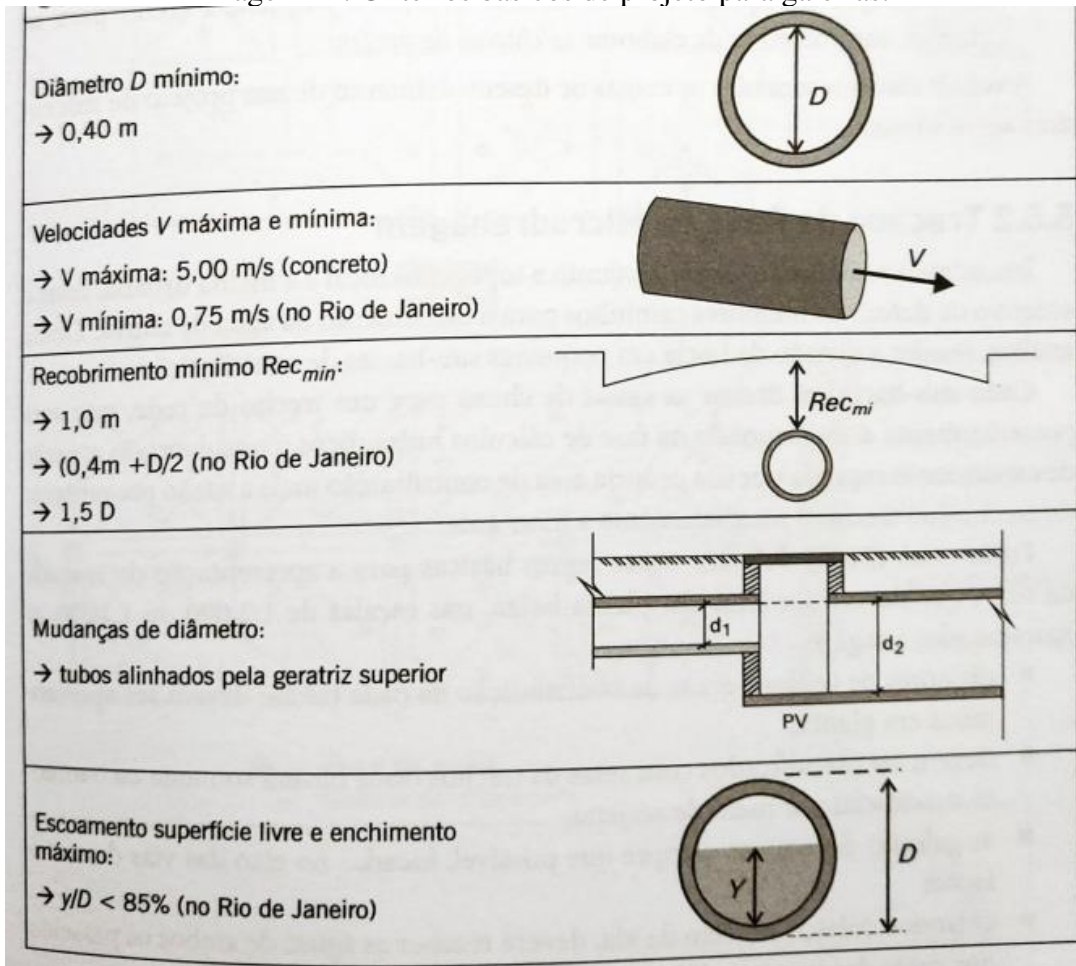 Diâmetro D mínimo:
→ 0,40 m
D
Velocidades V máxima e mínima:
→ V máxima: 5,00 m/s (concreto)
→ V mínima: 0,75 m/s (no Rio de Janeiro)
V
Recobrimento mínimo Rec_min:
→ 1,0 m
→ (0,4m +D/2 (no Rio de Janeiro)
→ 1,5 D
Rec_mi
Mudanças de diâmetro:
→ tubos alinhados pela geratriz superior
d₁
d₂
PV
Escoamento superfície livre e enchimento
máximo:
→ y/D < 85% (no Rio de Janeiro)
Y
D